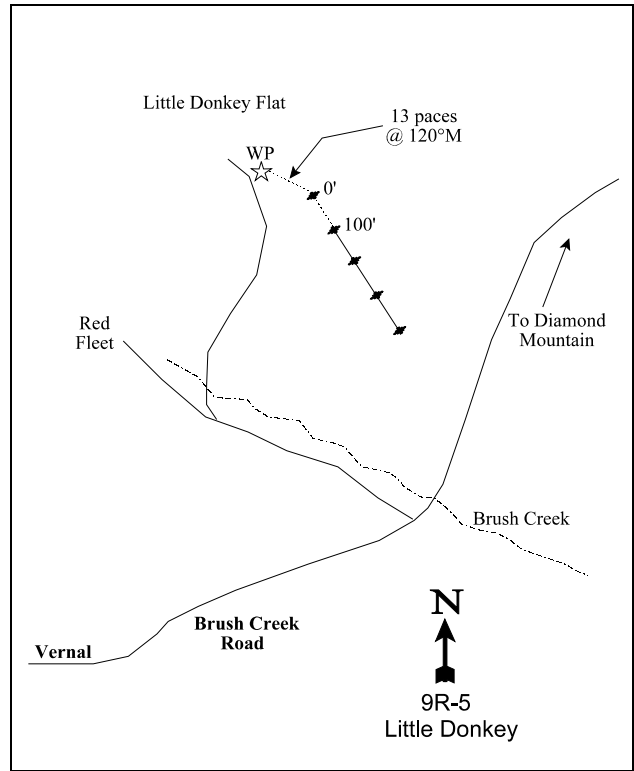 Little Donkey Flat
13 paces
@ 120°M
WP
0'
100'
Red
Fleet
To Diamond
Mountain
Brush Creek
Brush Creek
Road
Vernal
N
9R-5
Little Donkey